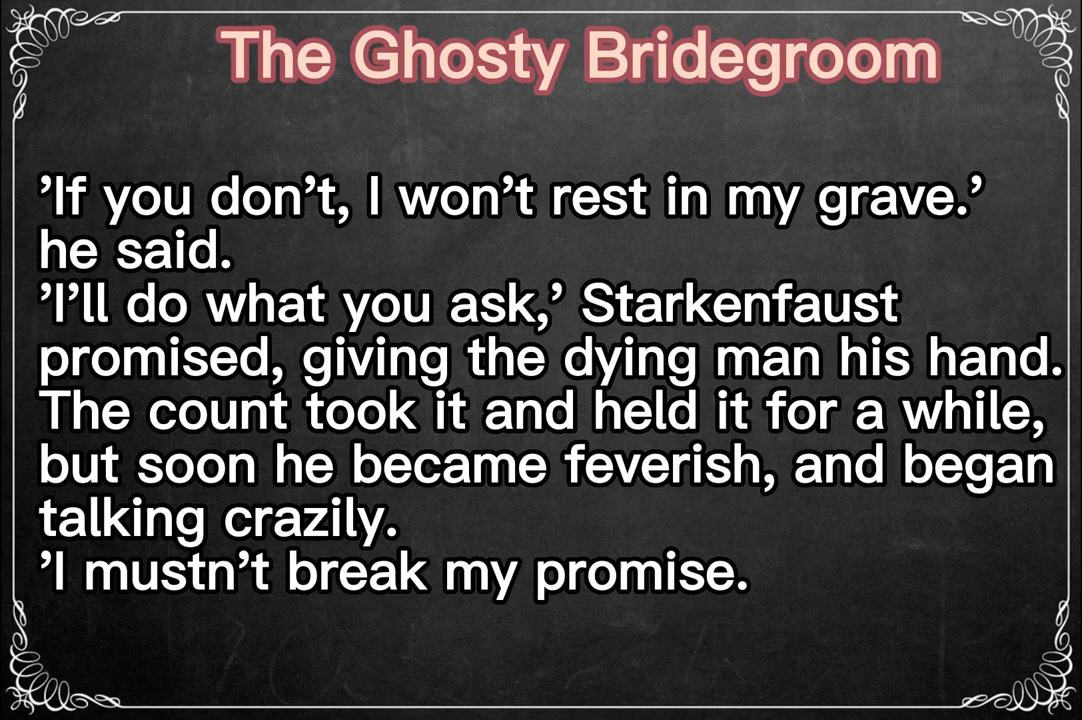 The Ghosty Bridegroom
’If you don’t, I won’t rest in my grave.’
he said.
’I’ll do what you ask,’ Starkenfaust
promised, giving the dying man his hand.
The count took it and held it for a while,
but soon he became feverish, and began
talking crazily.
’I mustn’t break my promise.